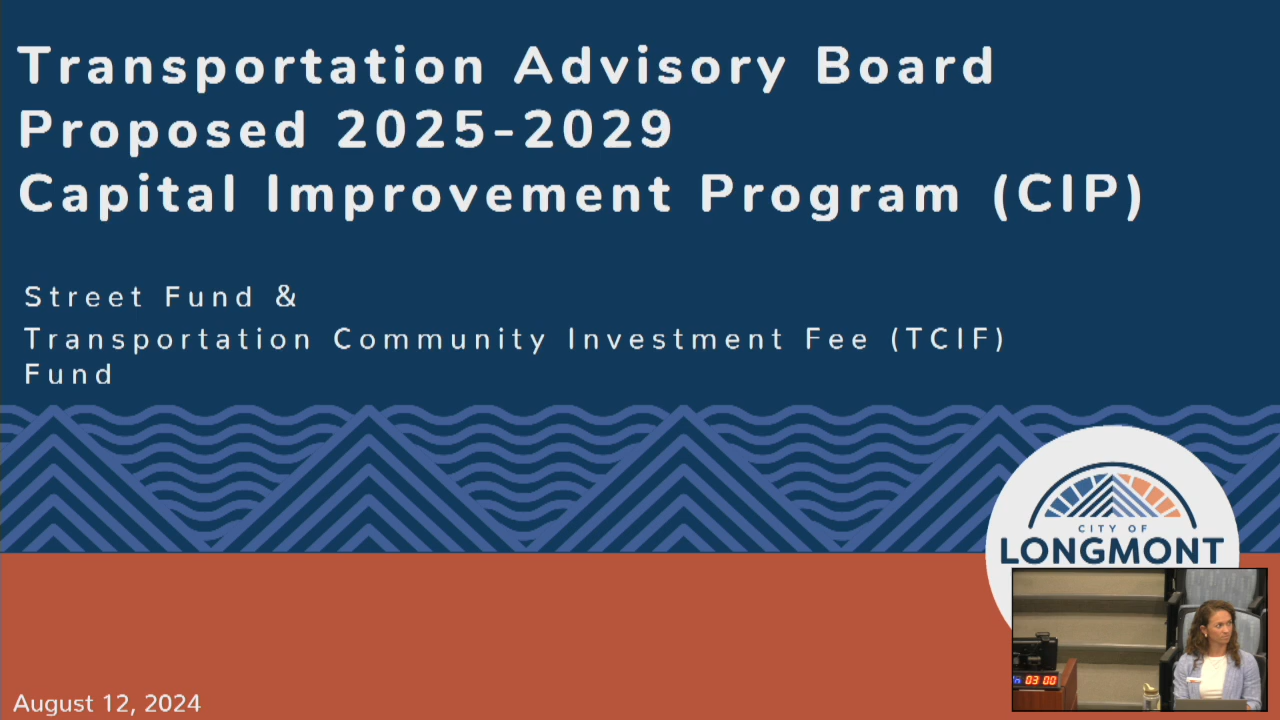 Transportation Advisory Board
Proposed 2025-2029
Capital Improvement Program (CIP)
Street Fund &
Transportation Community Investment Fee (TCIF)
Fund
CITY OF
LONGMONT
03 00
August 12, 2024